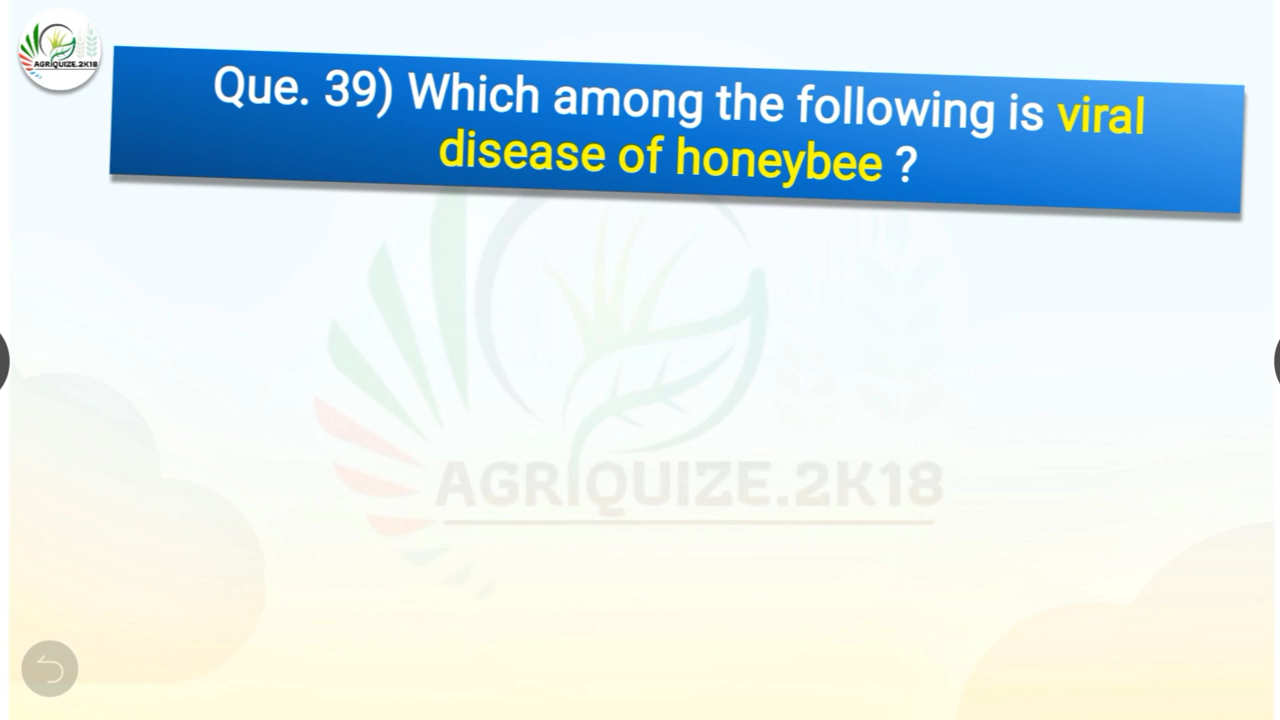 AGRIQUIZE.2K18
Que. 39) Which among the following is viral
disease of honeybee ?
AGRIQUIZE.2K18